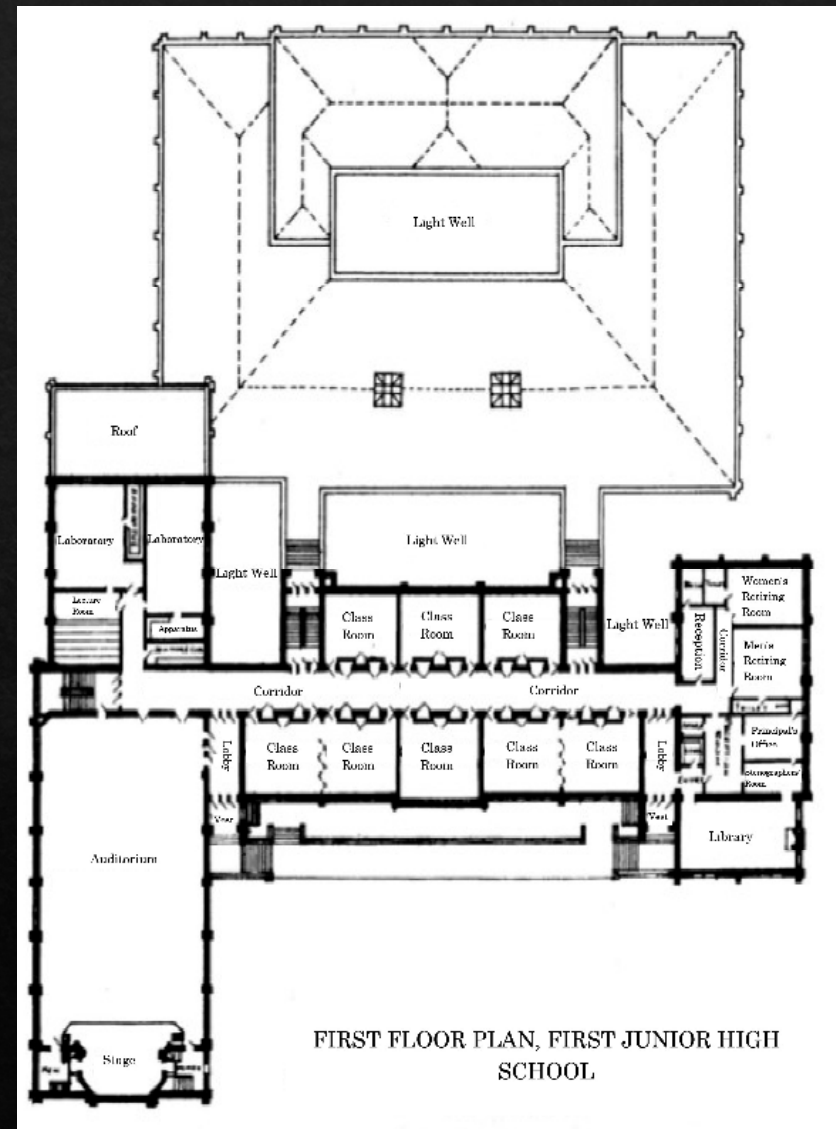 Light Well
Roof
Laboratory
Laboratory
Light Well
Light Well
Lecture
Room
Apparatus
Class
Room
Class
Room
Class
Room
Light Well
Women's
Retiring
Room
Reception
Corridor
Men's
Retiring
Room
Corridor
Corridor
Lobby
Class
Room
Class
Room
Class
Room
Class
Room
Class
Room
Lobby
Principal's
Office
Stenographers'
Room
Vest
Vest
Library
Auditorium
Stage
FIRST FLOOR PLAN, FIRST JUNIOR HIGH
SCHOOL